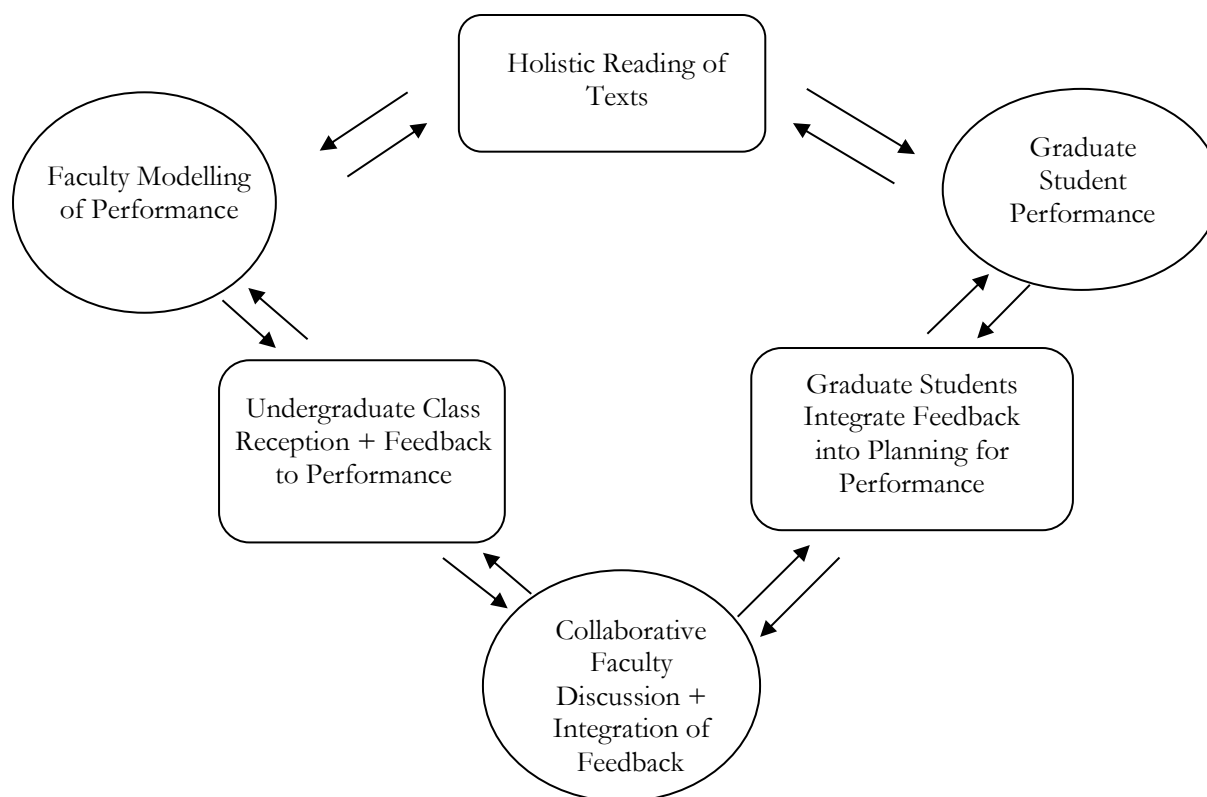 Holistic Reading of
Texts
Faculty Modelling
of Performance
Graduate
Student
Performance
Undergraduate Class
Reception + Feedback
to Performance
Graduate Students
Integrate Feedback
into Planning for
Performance
Collaborative
Faculty
Discussion +
Integration of
Feedback